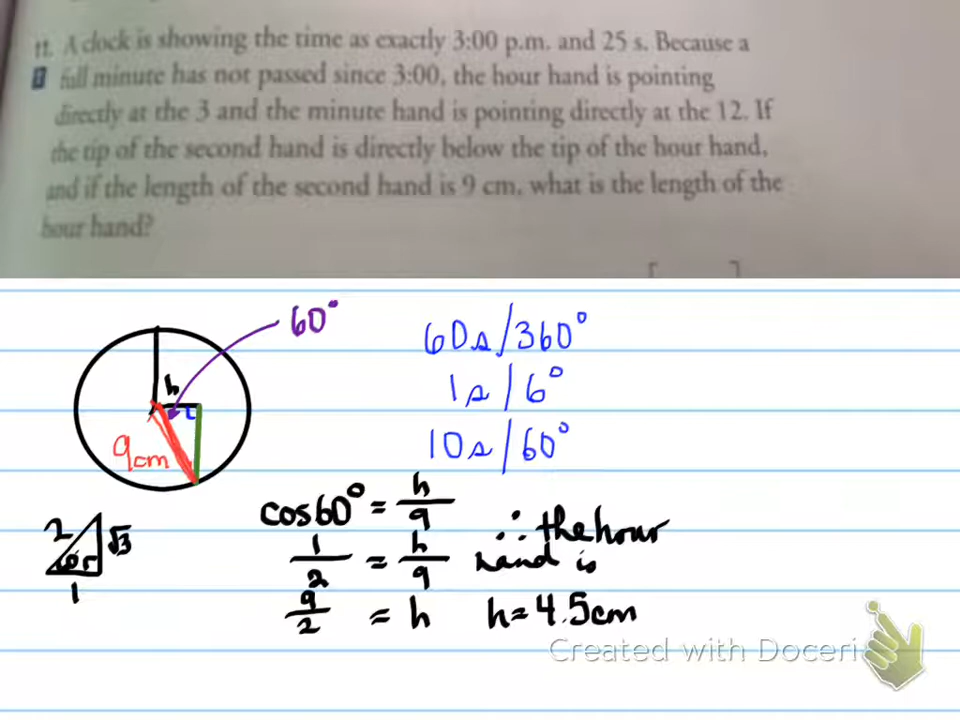 11. A clock is showing the time as exactly 3:00 p.m. and 25 s. Because a
full minute has not passed since 3:00, the hour hand is pointing
directly at the 3 and the minute hand is pointing directly at the 12. If
the tip of the second hand is directly below the tip of the hour hand,
and if the length of the second hand is 9 cm, what is the length of the
hour hand?
60°
h
9cm
60s/360°
1s/6°
10s/60°
2 √3
60°
1
cos60° = h/9
1/2 = h/9
9/2 = h
∴ the hour
hand is
h = 4.5cm
Created with Doceri